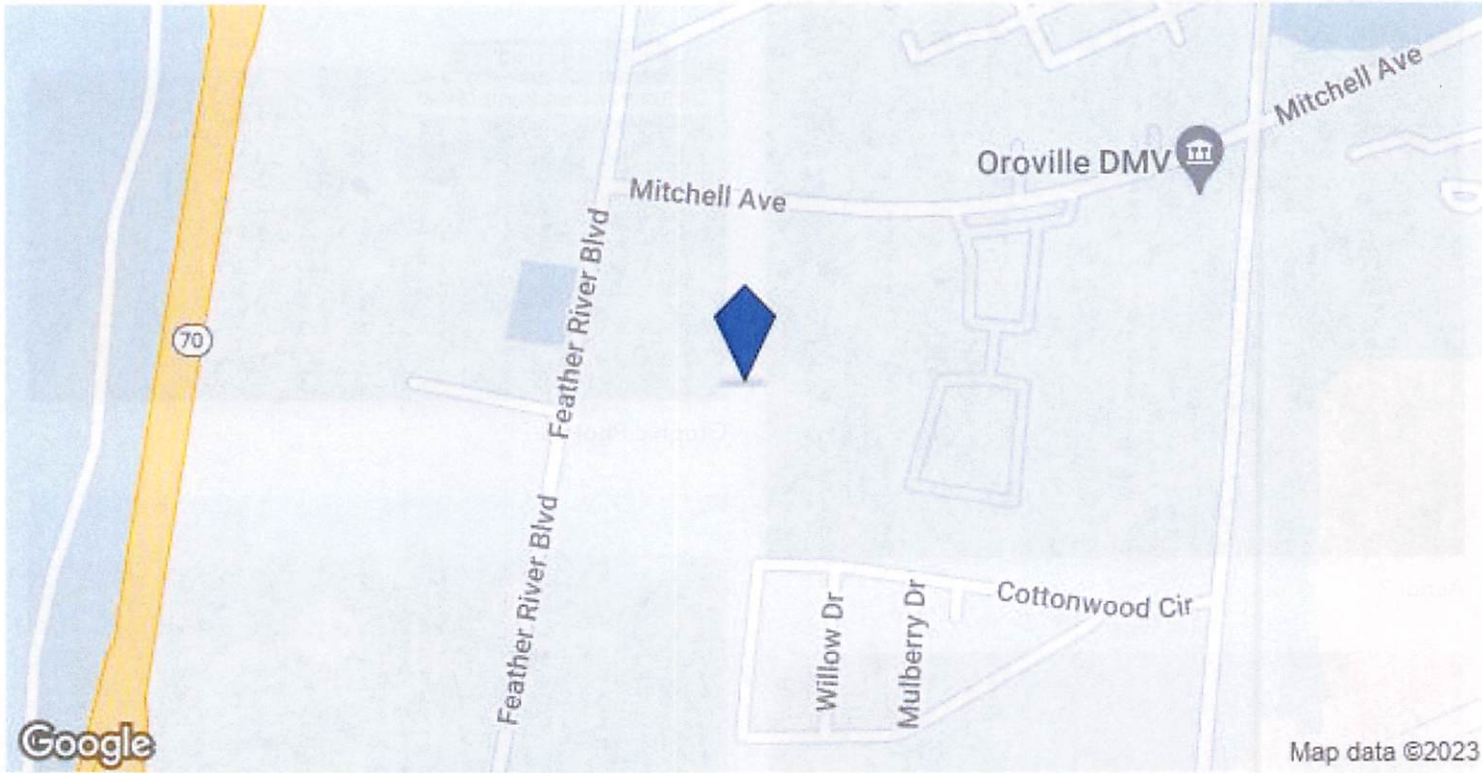 Mitchell Ave
Oroville DMV
Mitchell Ave
Feather River Blvd
70
Feather River Blvd
Cottonwood Cir
Willow Dr
Mulberry Dr
Google
Map data ©2023